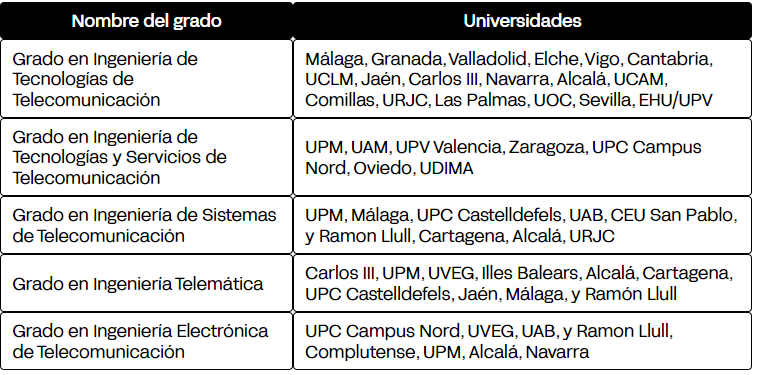 Nombre del grado
Universidades
Grado en Ingeniería de
Tecnologías de
Telecomunicación
Málaga, Granada, Valladolid, Elche, Vigo, Cantabria,
UCLM, Jaén, Carlos III, Navarra, Alcalá, UCAM,
Comillas, URJC, Las Palmas, UOC, Sevilla, EHU/UPV
Grado en Ingeniería de
Tecnologías y Servicios de
Telecomunicación
UPM, UAM, UPV Valencia, Zaragoza, UPC Campus
Nord, Oviedo, UDIMA
Grado en Ingeniería de Sistemas
de Telecomunicación
UPM, Málaga, UPC Castelldefels, UAB, CEU San Pablo,
y Ramon Llull, Cartagena, Alcalá, URJC
Grado en Ingeniería Telemática
Carlos III, UPM, UVEG, Illes Balears, Alcalá, Cartagena,
UPC Castelldefels, Jaén, Málaga, y Ramón Llull
Grado en Ingeniería Electrónica
de Telecomunicación
UPC Campus Nord, UVEG, UAB, y Ramon Llull,
Complutense, UPM, Alcalá, Navarra